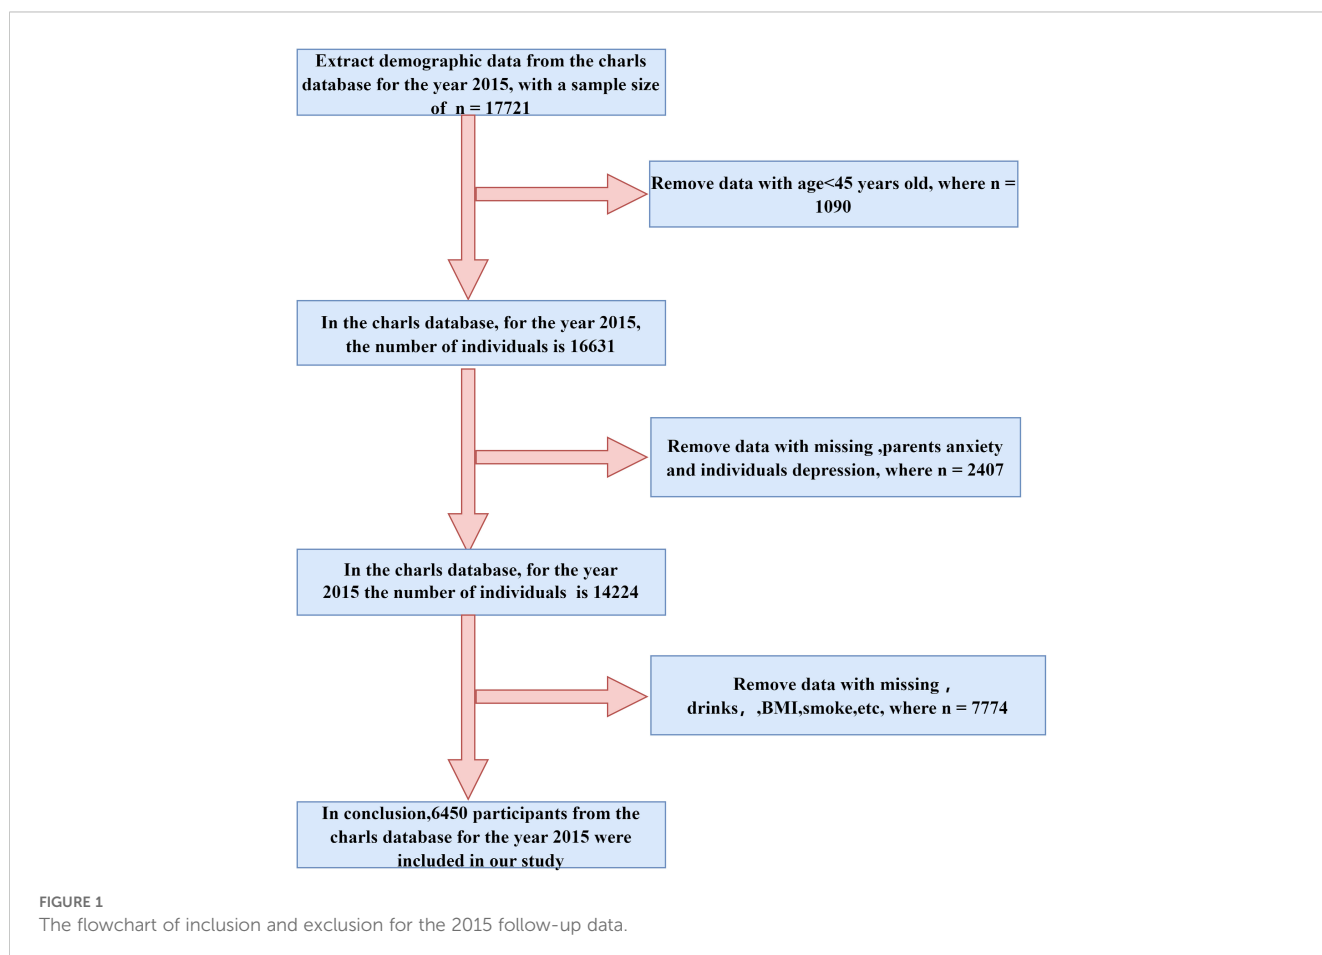 Extract demographic data from the charls
database for the year 2015, with a sample size
of n = 17721
Remove data with age<45 years old, where n =
1090
In the charls database, for the year 2015,
the number of individuals is 16631
Remove data with missing ,parents anxiety
and individuals depression, where n = 2407
In the charls database, for the year
2015 the number of individuals is 14224
Remove data with missing ，
drinks， ,BMI,smoke,etc, where n = 7774
In conclusion,6450 participants from the
charls database for the year 2015 were
included in our study
FIGURE 1
The flowchart of inclusion and exclusion for the 2015 follow-up data.